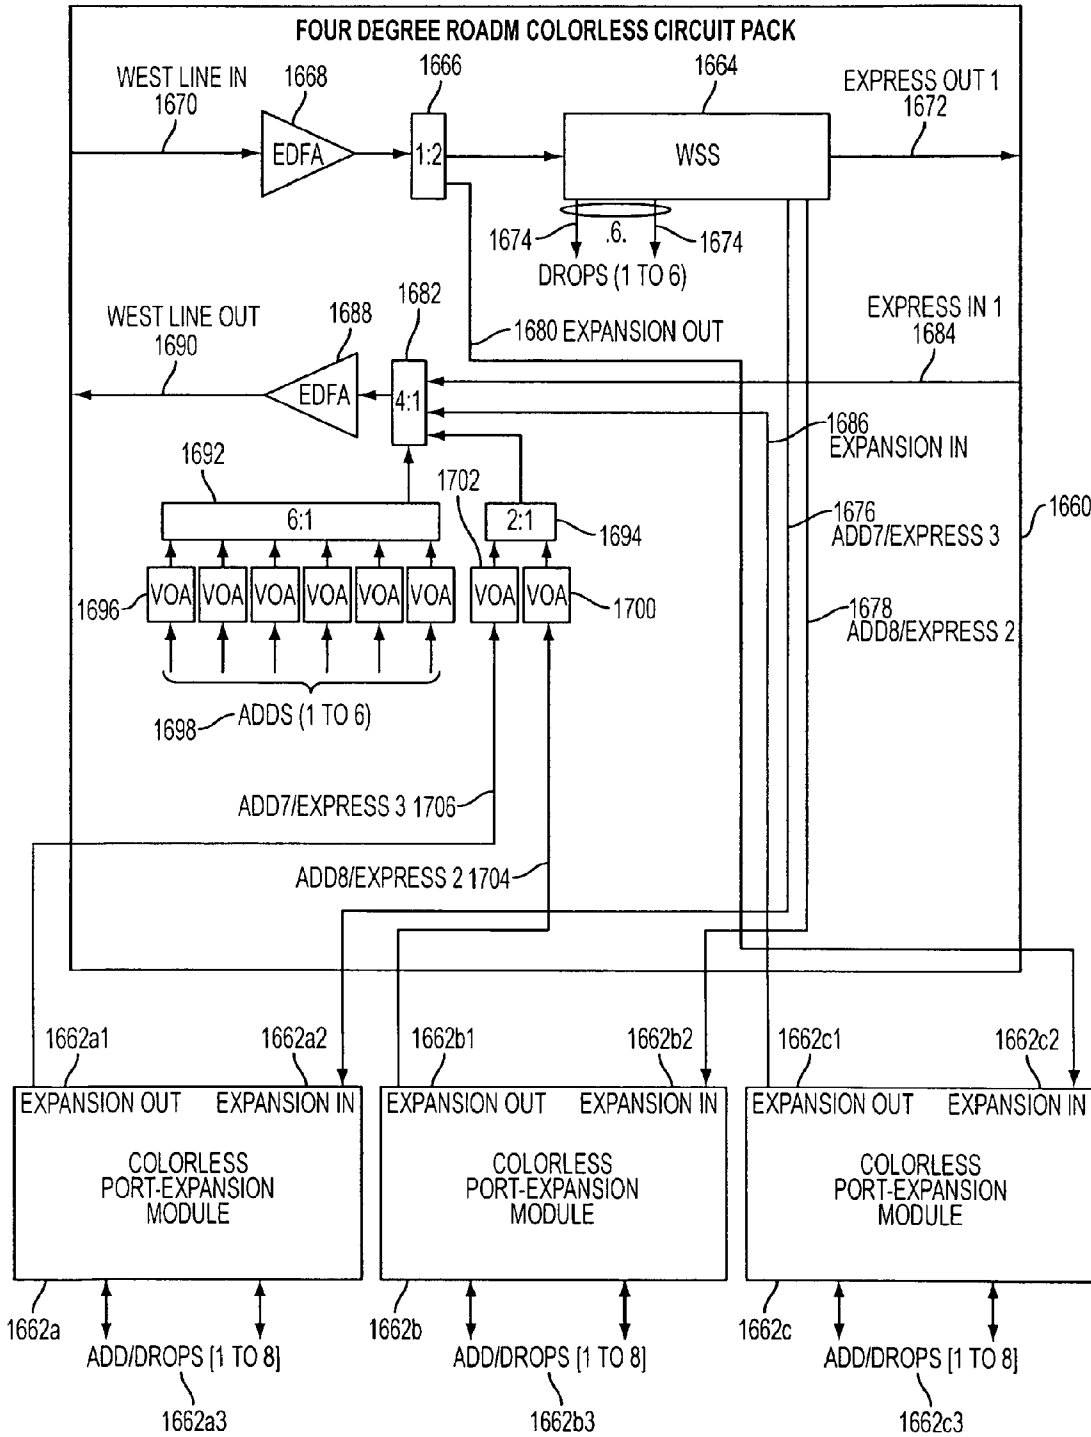 FOUR DEGREE ROADM COLORLESS CIRCUIT PACK
WEST LINE IN
1670
1668
EDFA
1666
1:2
1664
WSS
EXPRESS OUT 1
1672
1674
.6.
1674
DROPS (1 TO 6)
WEST LINE OUT
1690
1688
EDFA
1682
4:1
1680 EXPANSION OUT
EXPRESS IN 1
1684
1686
EXPANSION IN
1692
6:1
1702
2:1
1694
1676
ADD7/EXPRESS 3
1660
1696
VOA
VOA
VOA
VOA
VOA
VOA
VOA
VOA
1700
1678
ADD8/EXPRESS 2
1698
ADDS (1 TO 6)
ADD7/EXPRESS 3 1706
ADD8/EXPRESS 2 1704
1662a1
1662a2
EXPANSION OUT
EXPANSION IN
COLORLESS
PORT-EXPANSION
MODULE
1662a
ADD/DROPS [1 TO 8]
1662a3
1662b1
1662b2
EXPANSION OUT
EXPANSION IN
COLORLESS
PORT-EXPANSION
MODULE
1662b
ADD/DROPS [1 TO 8]
1662b3
1662c1
1662c2
EXPANSION OUT
EXPANSION IN
COLORLESS
PORT-EXPANSION
MODULE
1662c
ADD/DROPS [1 TO 8]
1662c3